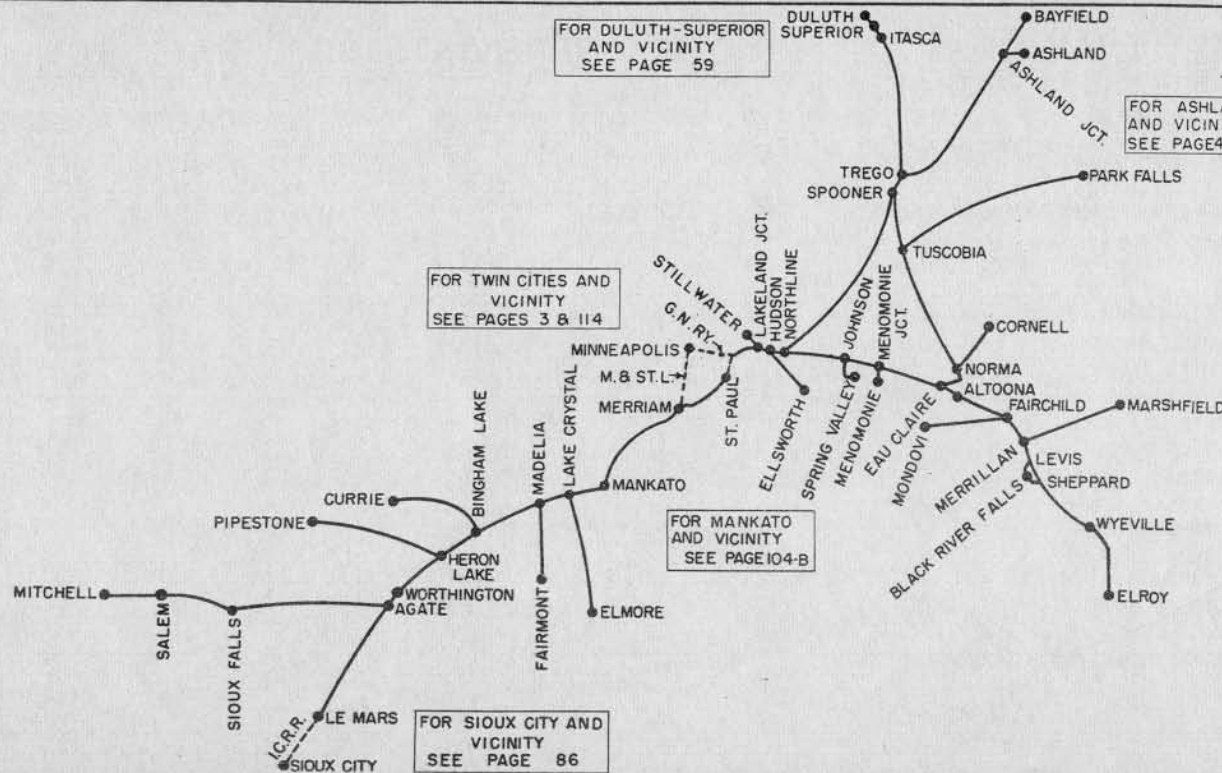 FOR DULUTH-SUPERIOR
AND VICINITY
SEE PAGE 59
DULUTH
SUPERIOR
ITASCA
BAYFIELD
ASHLAND
ASHLAND JCT.
AND VICIN
SEE PAGE 4
TREGO
SPOONER
PARK FALLS
TUSCOBIA
FOR TWIN CITIES AND
VICINITY
SEE PAGES 3 & 114
STILLWATER
G.N. RY.
LAKELAND JCT.
HUDSON
NORTHLINE
JOHNSON
MENOMONIE
JCT.
CORNELL
MINNEAPOLIS
M. & ST. L.
MERRIAM
ST. PAUL
ELLSWORTH
SPRING VALLEY
MENOMONIE
EAU CLAIRE
NORMA
ALTOONA
FAIRCHILD
MARSHFIELD
MONDOVI
MERRILLAN
LEVIS
SHEPPARD
BLACK RIVER FALLS
WYEVILLE
ELROY
BINGHAM LAKE
MADELIA
LAKE CRYSTAL
MANKATO
CURRIE
PIPESTONE
HERON
LAKE
FOR MANKATO
AND VICINITY
SEE PAGE 104-B
MITCHELL
SALEM
SIOUX FALLS
WORTHINGTON
AGATE
FAIRMONT
ELMORE
LE MARS
I.C.R.R.
SIOUX CITY
FOR SIOUX CITY AND
VICINITY
SEE PAGE 86